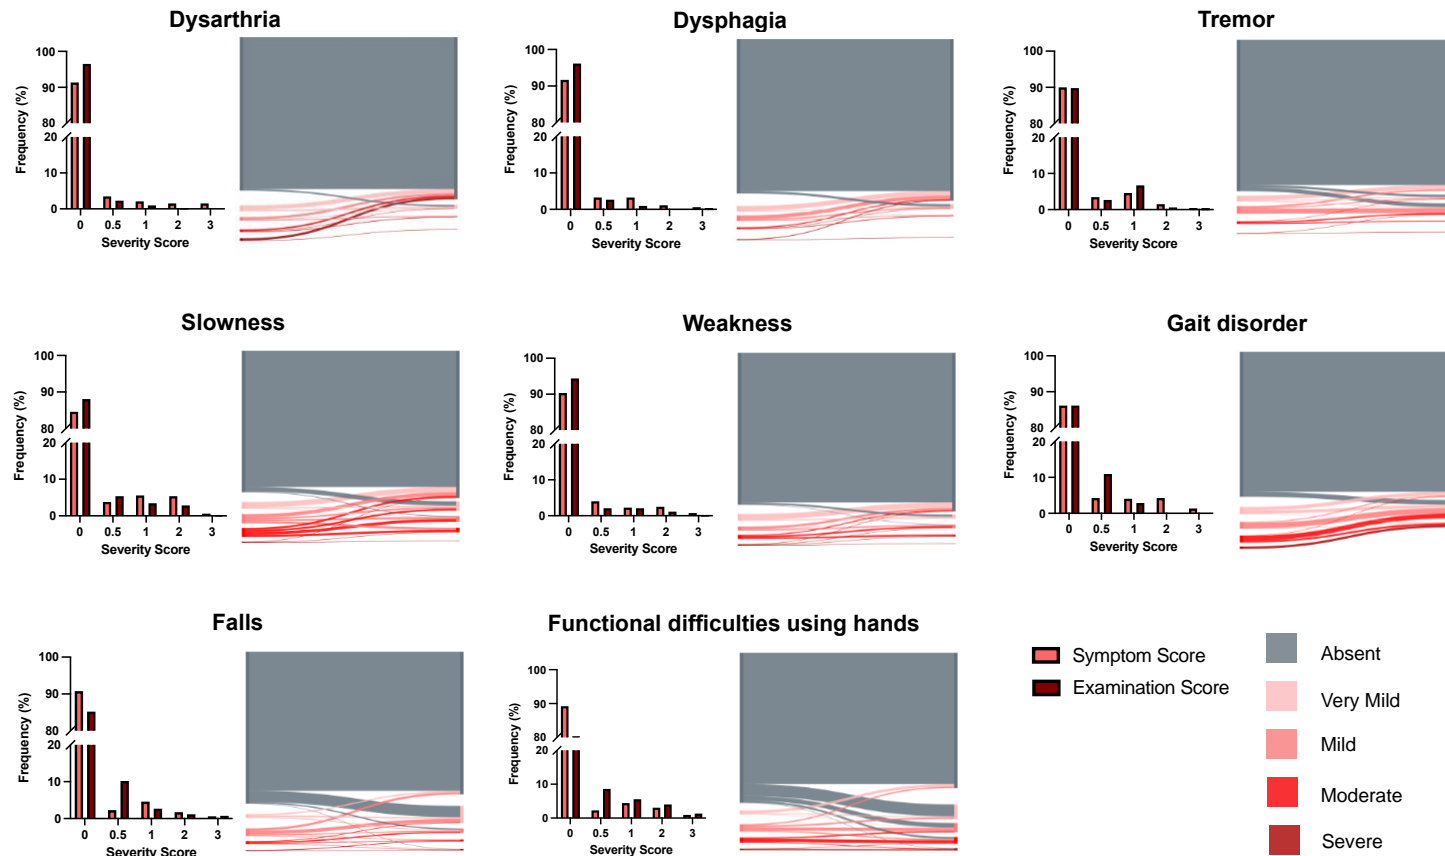 Dysarthria
Frequency (%)
100
90
80
20
10
0
0 0.5 1 2 3
Severity Score
Dysphagia
Frequency (%)
100
90
80
20
10
0
0 0.5 1 2 3
Severity Score
Tremor
Frequency (%)
100
90
80
20
10
0
0 0.5 1 2 3
Severity Score
Slowness
Frequency (%)
100
90
80
20
10
0
0 0.5 1 2 3
Severity Score
Weakness
Frequency (%)
100
90
80
20
10
0
0 0.5 1 2 3
Severity Score
Gait disorder
Frequency (%)
100
90
80
20
10
0
0 0.5 1 2 3
Severity Score
Falls
Frequency (%)
100
90
80
20
10
0
0 0.5 1 2 3
Severity Score
Functional difficulties using hands
Frequency (%)
100
90
80
20
10
0
0 0.5 1 2 3
Severity Score
Symptom Score
Examination Score
Absent
Very Mild
Mild
Moderate
Severe